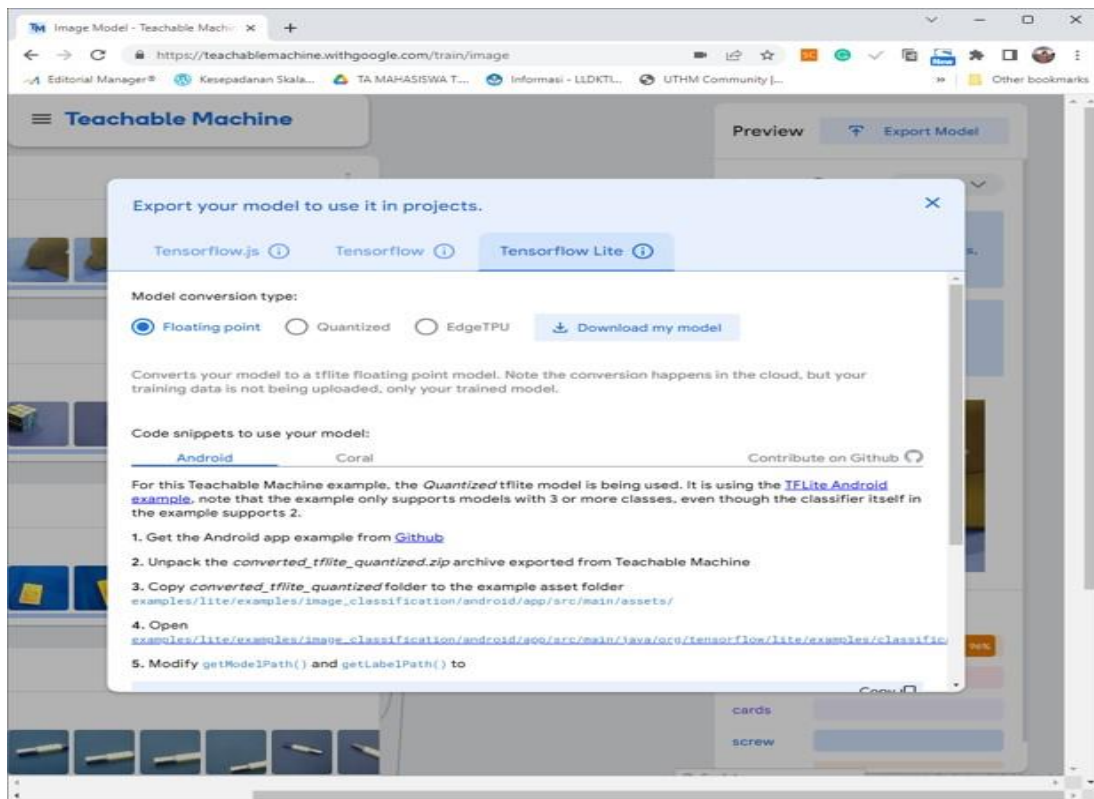 Image Model - Teachable Machin
https://teachablemachine.withgoogle.com/train/image
Editorial Manager®
Kesepadanan Skala...
TA MAHASISWA T...
Informasi - LLDKTI...
UTHM Community |...
»
Other bookmarks
Teachable Machine
Preview
Export Model
Export your model to use it in projects.
Tensorflow.js
Tensorflow
Tensorflow Lite
s.
Model conversion type:
Floating point
Quantized
EdgeTPU
Download my model
Converts your model to a tflite floating point model. Note the conversion happens in the cloud, but your
training data is not being uploaded, only your trained model.
Code snippets to use your model:
Android
Coral
Contribute on Github
For this Teachable Machine example, the Quantized tflite model is being used. It is using the TFLite Android
example, note that the example only supports models with 3 or more classes, even though the classifier itself in
the example supports 2.
1. Get the Android app example from Github
2. Unpack the converted_tflite_quantized.zip archive exported from Teachable Machine
3. Copy converted_tflite_quantized folder to the example asset folder
examples/lite/examples/image_classification/android/app/src/main/assets/
4. Open
examples/lite/examples/image_classification/android/app/src/main/java/org/tensorflow/lite/examples/classific
5. Modify getModelPath() and getLabelPath() to
Copy
96%
cards
screw